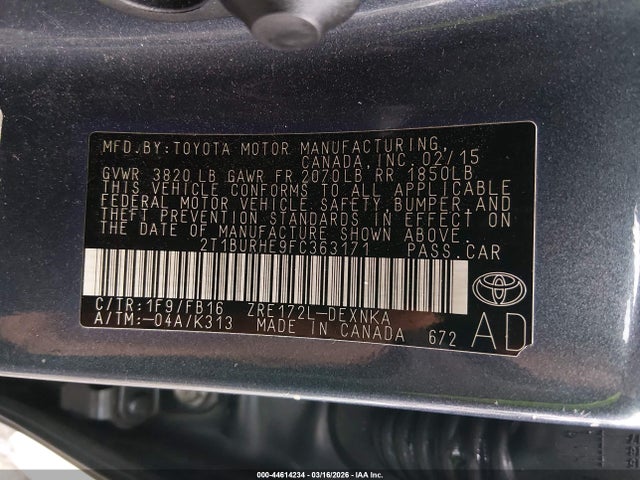 MFD.BY:TOYOTA MOTOR MANUFACTURING,
CANADA, INC. 02/15
GVWR 3820 LB GAWR FR 2070LB RR 1850LB
THIS VEHICLE CONFORMS TO ALL APPLICABLE
FEDERAL MOTOR VEHICLE SAFETY, BUMPER, AND
THEFT PREVENTION STANDARDS IN EFFECT ON
THE DATE OF MANUFACTURE SHOWN ABOVE.
2T1BURHE9FC363171 PASS.CAR
C/TR:1F9/FB16 ZRE172L-DEXNKA
A/TM:-04A/K313 MADE IN CANADA 672
AD
000-44614234 - 03/16/2026 - IAA Inc.